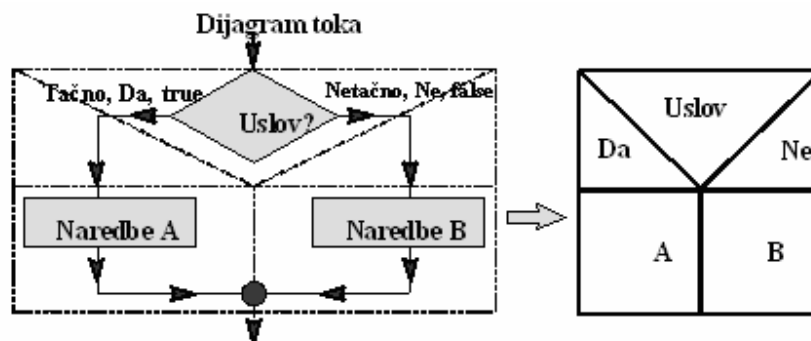 Dijagram toka
Tačno, Da, true
Netačno, Ne, false
Uslov?
Naredbe A
Naredbe B
Uslov
Da
Ne
A
B